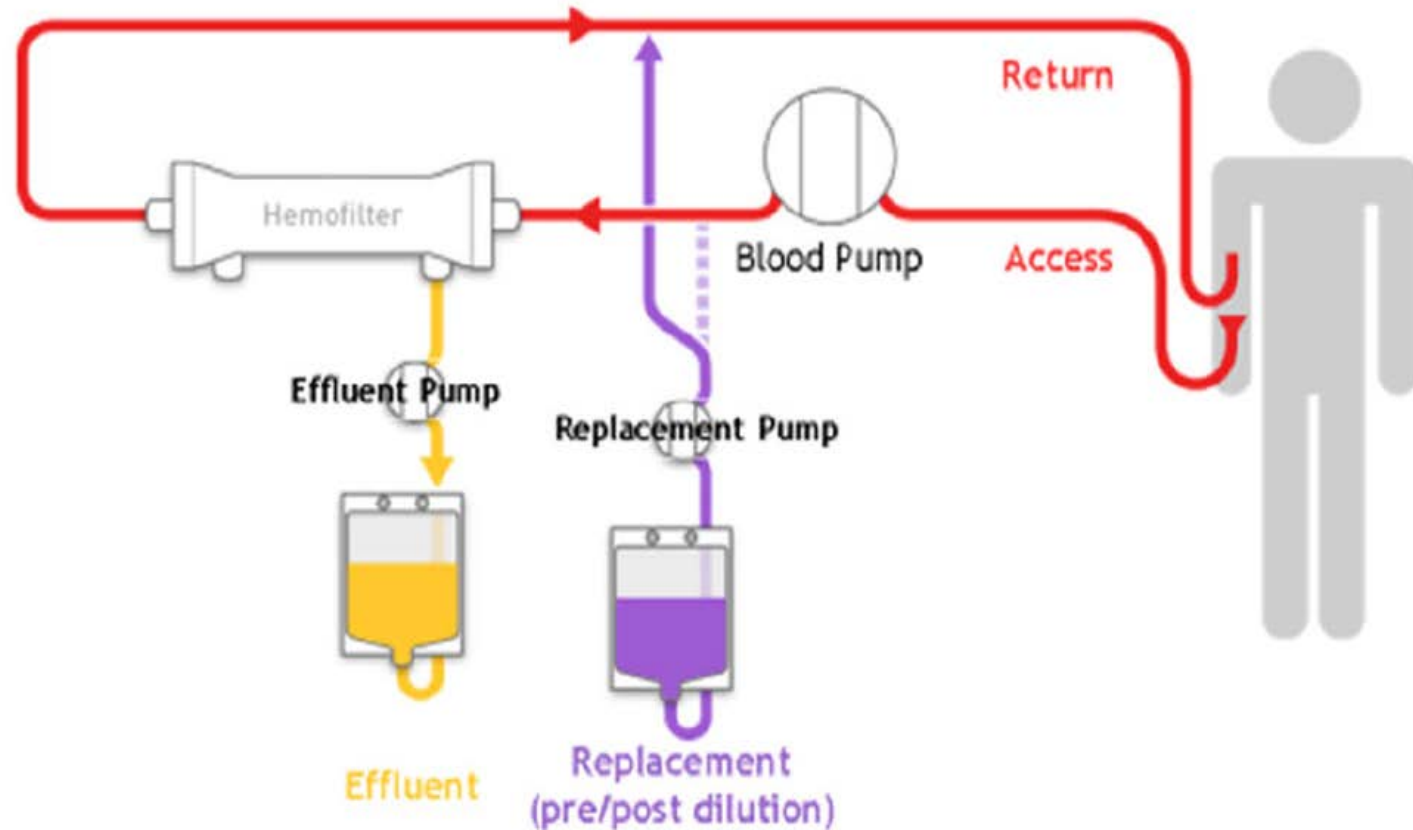 Return
Hemofilter
Blood Pump
Access
Effluent Pump
Replacement Pump
Effluent
Replacement
(pre/post dilution)